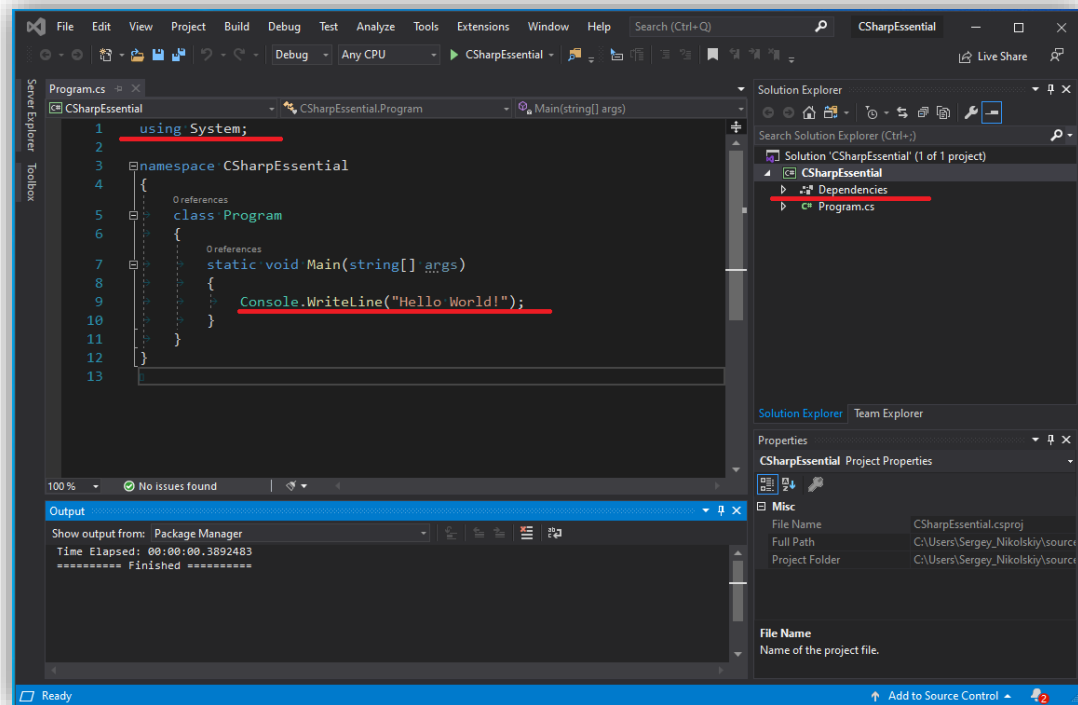 File Edit View Project Build Debug Test Analyze Tools Extensions Window Help Search (Ctrl+Q) CSharpEssential
Debug Any CPU CSharpEssential Live Share
Server Explorer
Toolbox
Program.cs
CSharpEssential CSharpEssential.Program Main(string[] args)
1 using System;
2
3 namespace CSharpEssential
4 {
0 references
5 class Program
6 {
0 references
7 static void Main(string[] args)
8 {
9 Console.WriteLine("Hello World!");
10 }
11 }
12 }
13
100 % No issues found
Output
Show output from: Package Manager
Time Elapsed: 00:00:00.3892483
========== Finished ==========
Solution Explorer
Search Solution Explorer (Ctrl+;)
Solution 'CSharpEssential' (1 of 1 project)
C# CSharpEssential
Dependencies
C# Program.cs
Solution Explorer Team Explorer
Properties
CSharpEssential Project Properties
Misc
File Name CSharpEssential.csproj
Full Path C:\Users\Sergey_Nikolskiy\source
Project Folder C:\Users\Sergey_Nikolskiy\source
File Name
Name of the project file.
Ready Add to Source Control 2